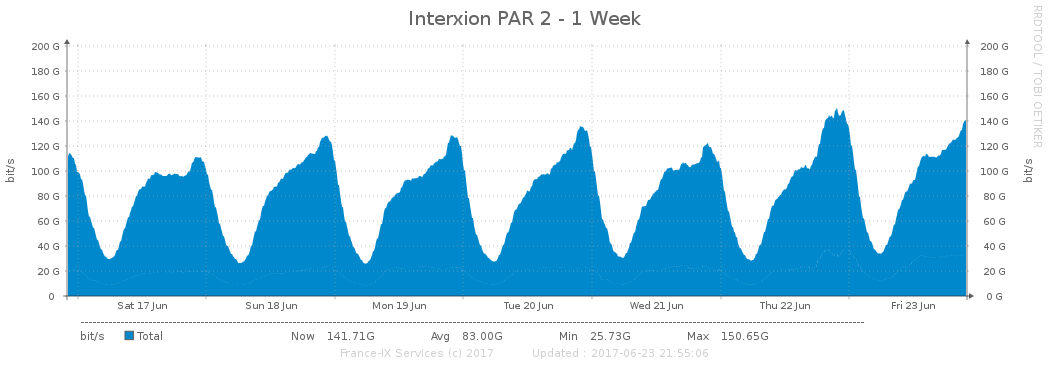 Interxion PAR 2 - 1 Week
RRDTOOL / TOBI OETIKER
bit/s
200 G 200 G
180 G 180 G
160 G 160 G
140 G 140 G
120 G 120 G
100 G 100 G
80 G 80 G
60 G 60 G
40 G 40 G
20 G 20 G
0 0 G
bit/s
Sat 17 Jun Sun 18 Jun Mon 19 Jun Tue 20 Jun Wed 21 Jun Thu 22 Jun Fri 23 Jun
bit/s Total Now 141.71G Avg 83.00G Min 25.73G Max 150.65G
France-IX Services (c) 2017 Updated : 2017-06-23 21:55:06